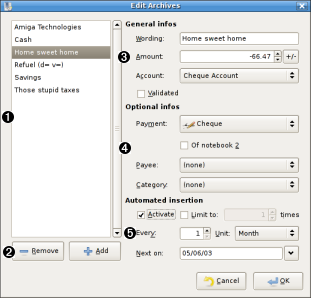 Edit Archives
Amiga Technologies
Cash
Home sweet home
Refuel (d= v=)
Savings
Those stupid taxes
1
2
Remove
Add
General infos
Wording: Home sweet home
3 Amount: -66.47 +/-
Account: Cheque Account
Validated
Optional infos
Payment: Cheque
Of notebook 2
4
Payee: (none)
Category: (none)
Automated insertion
Activate Limit to: 1 times
5 Every: 1 Unit: Month
Next on: 05/06/03
Cancel OK